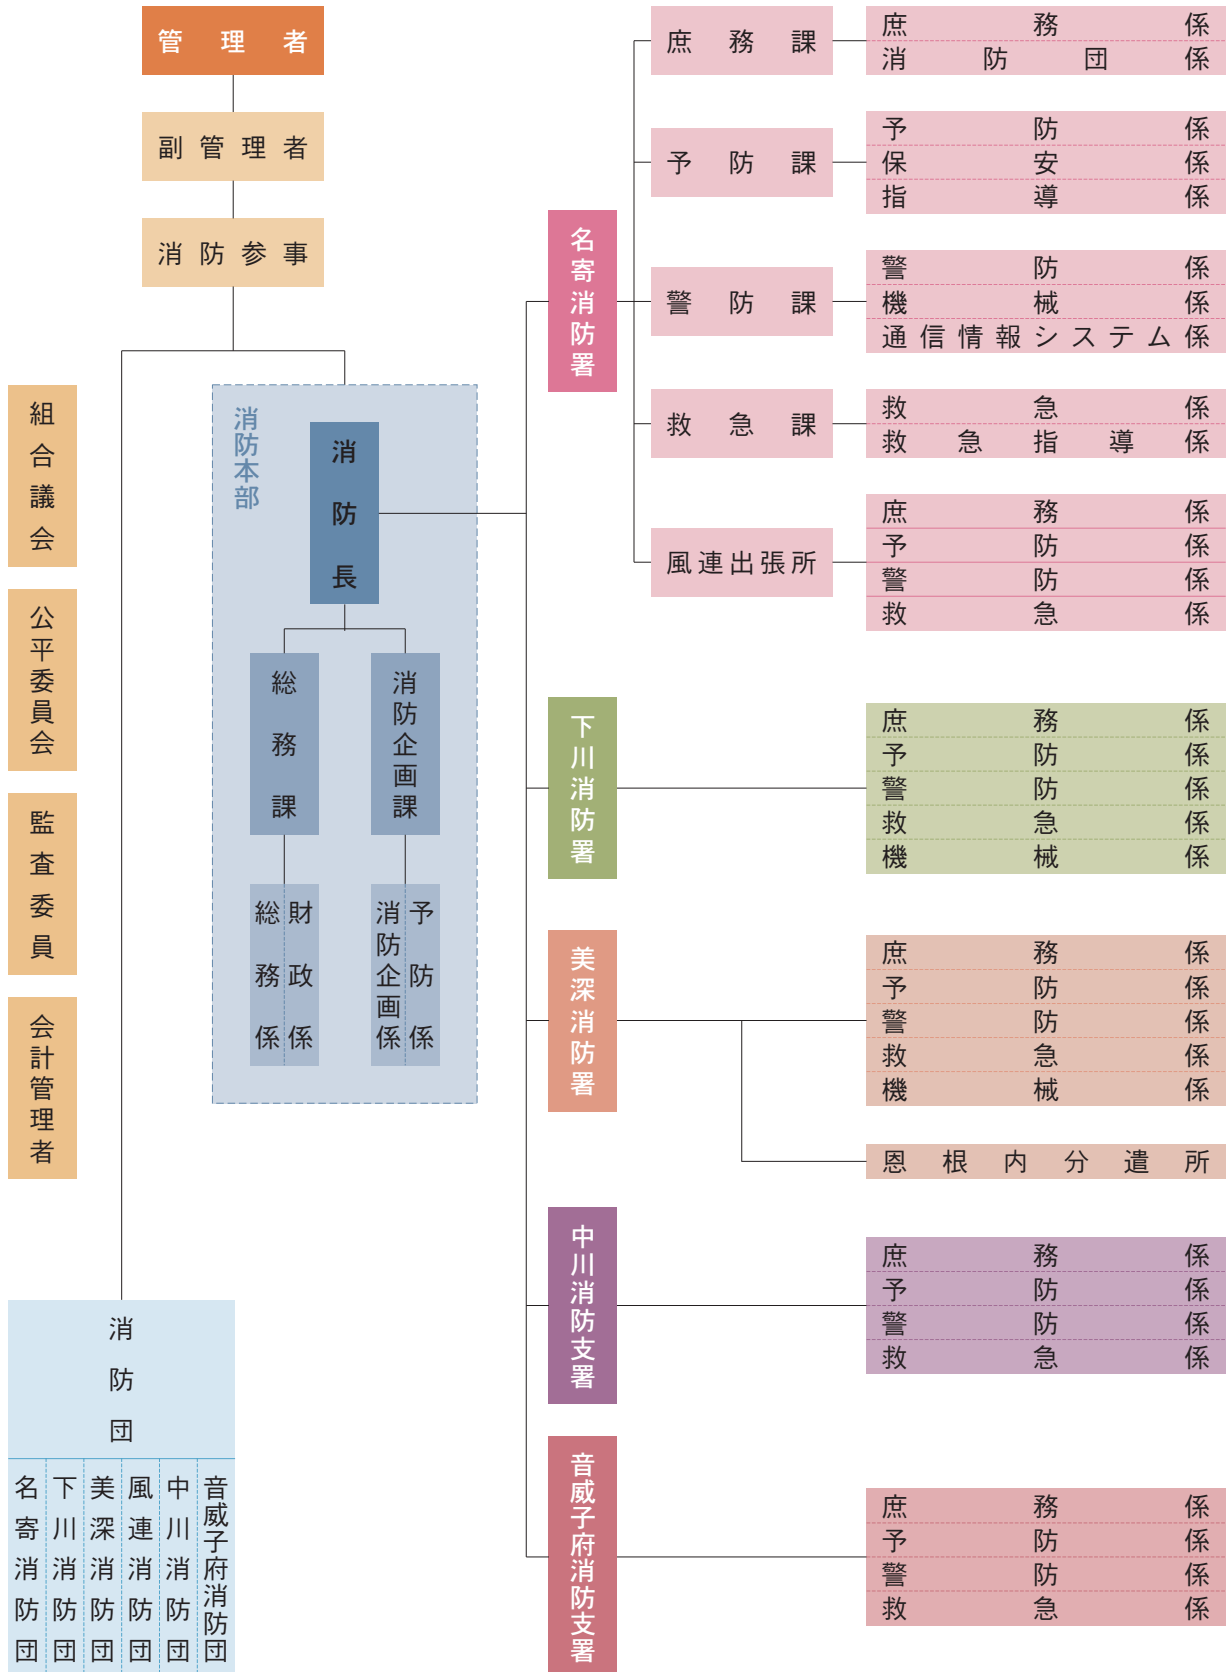 管理者
副管理者
消防参事
組合議会
公平委員会
監査委員
会計管理者
消防本部
消防長
総務課
消防企画課
総務係
財政係
消防企画係
予防係
消防団
名寄消防団
下川消防団
美深消防団
風連消防団
中川消防団
音威子府消防団
名寄消防署
庶務課
庶務係
消防団係
予防課
予防係
保安係
指導係
警防課
警防係
機械係
通信情報システム係
救急課
救急係
救急指導係
風連出張所
庶務係
予防係
警防係
救急係
下川消防署
庶務係
予防係
警防係
救急係
機械係
美深消防署
庶務係
予防係
警防係
救急係
機械係
恩根内分遣所
中川消防支署
庶務係
予防係
警防係
救急係
音威子府消防支署
庶務係
予防係
警防係
救急係